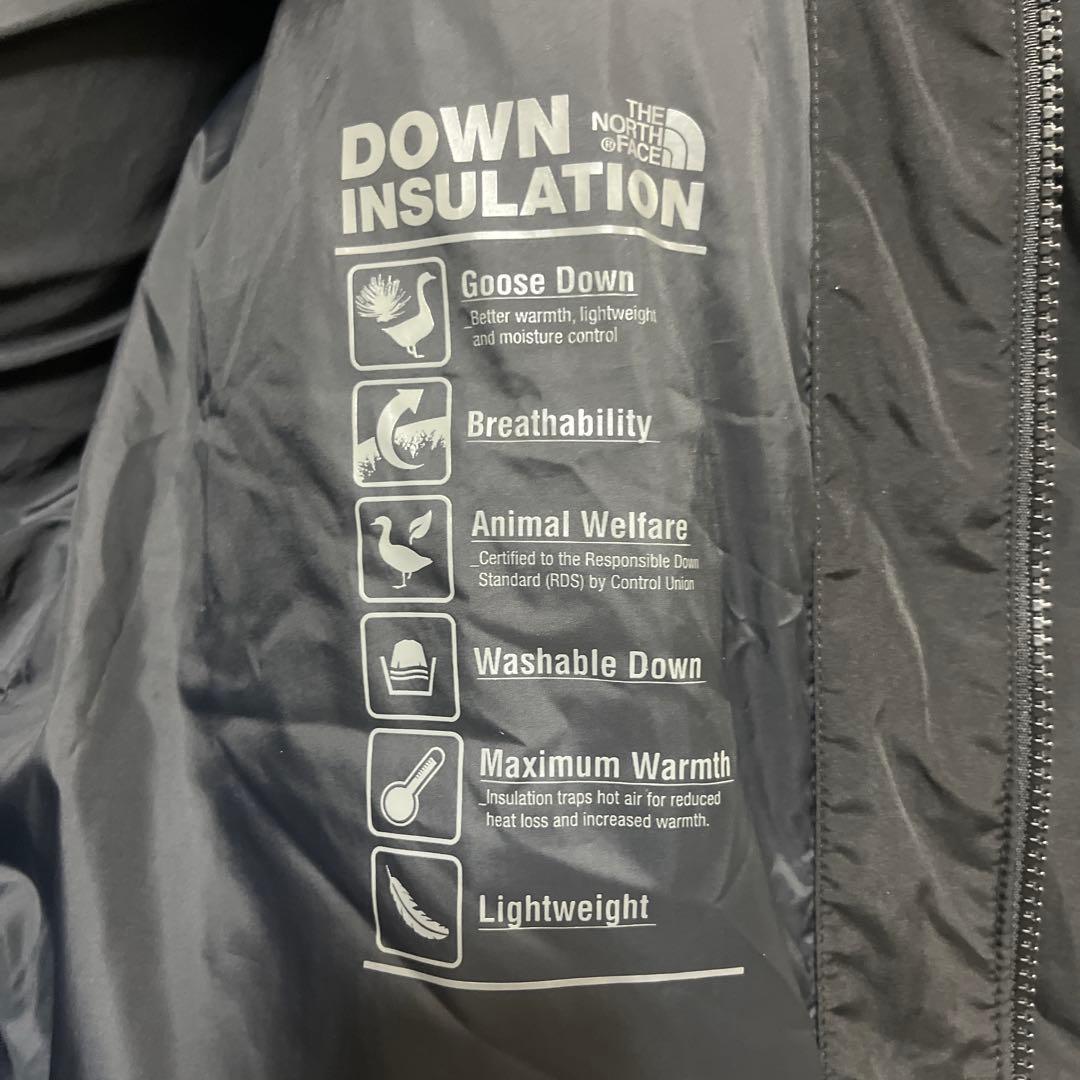 DOWN
THE
NORTH
®FACE
INSULATION
Goose Down
_Better warmth, lightweight
and moisture control
Breathability
Animal Welfare
_Certified to the Responsible Down
Standard (RDS) by Control Union
Washable Down
Maximum Warmth
_Insulation traps hot air for reduced
heat loss and increased warmth.
Lightweight